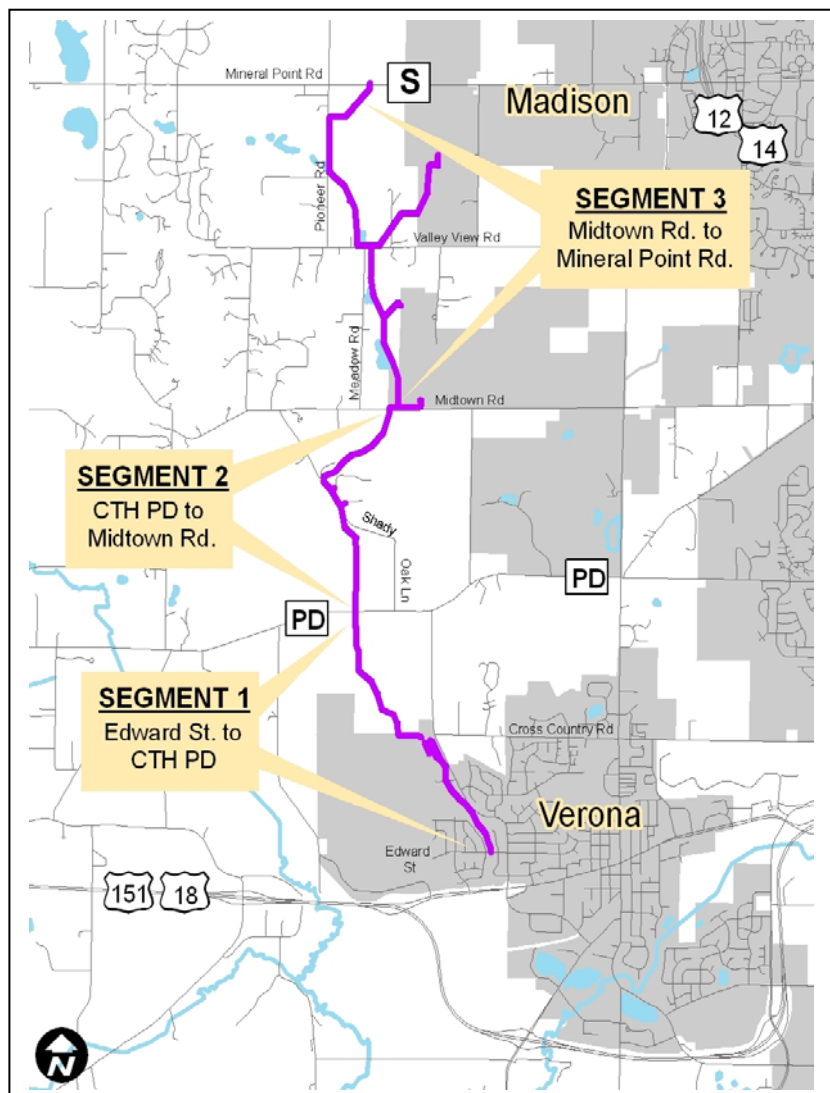 Mineral Point Rd
S
Madison
12
14
Pioneer Rd
SEGMENT 3
Midtown Rd. to
Mineral Point Rd.
Valley View Rd
Meadow Rd
Midtown Rd
SEGMENT 2
CTH PD to
Midtown Rd.
Shady
Oak Ln
PD
PD
SEGMENT 1
Edward St. to
CTH PD
Cross Country Rd
Verona
Edward
St
151
18
N